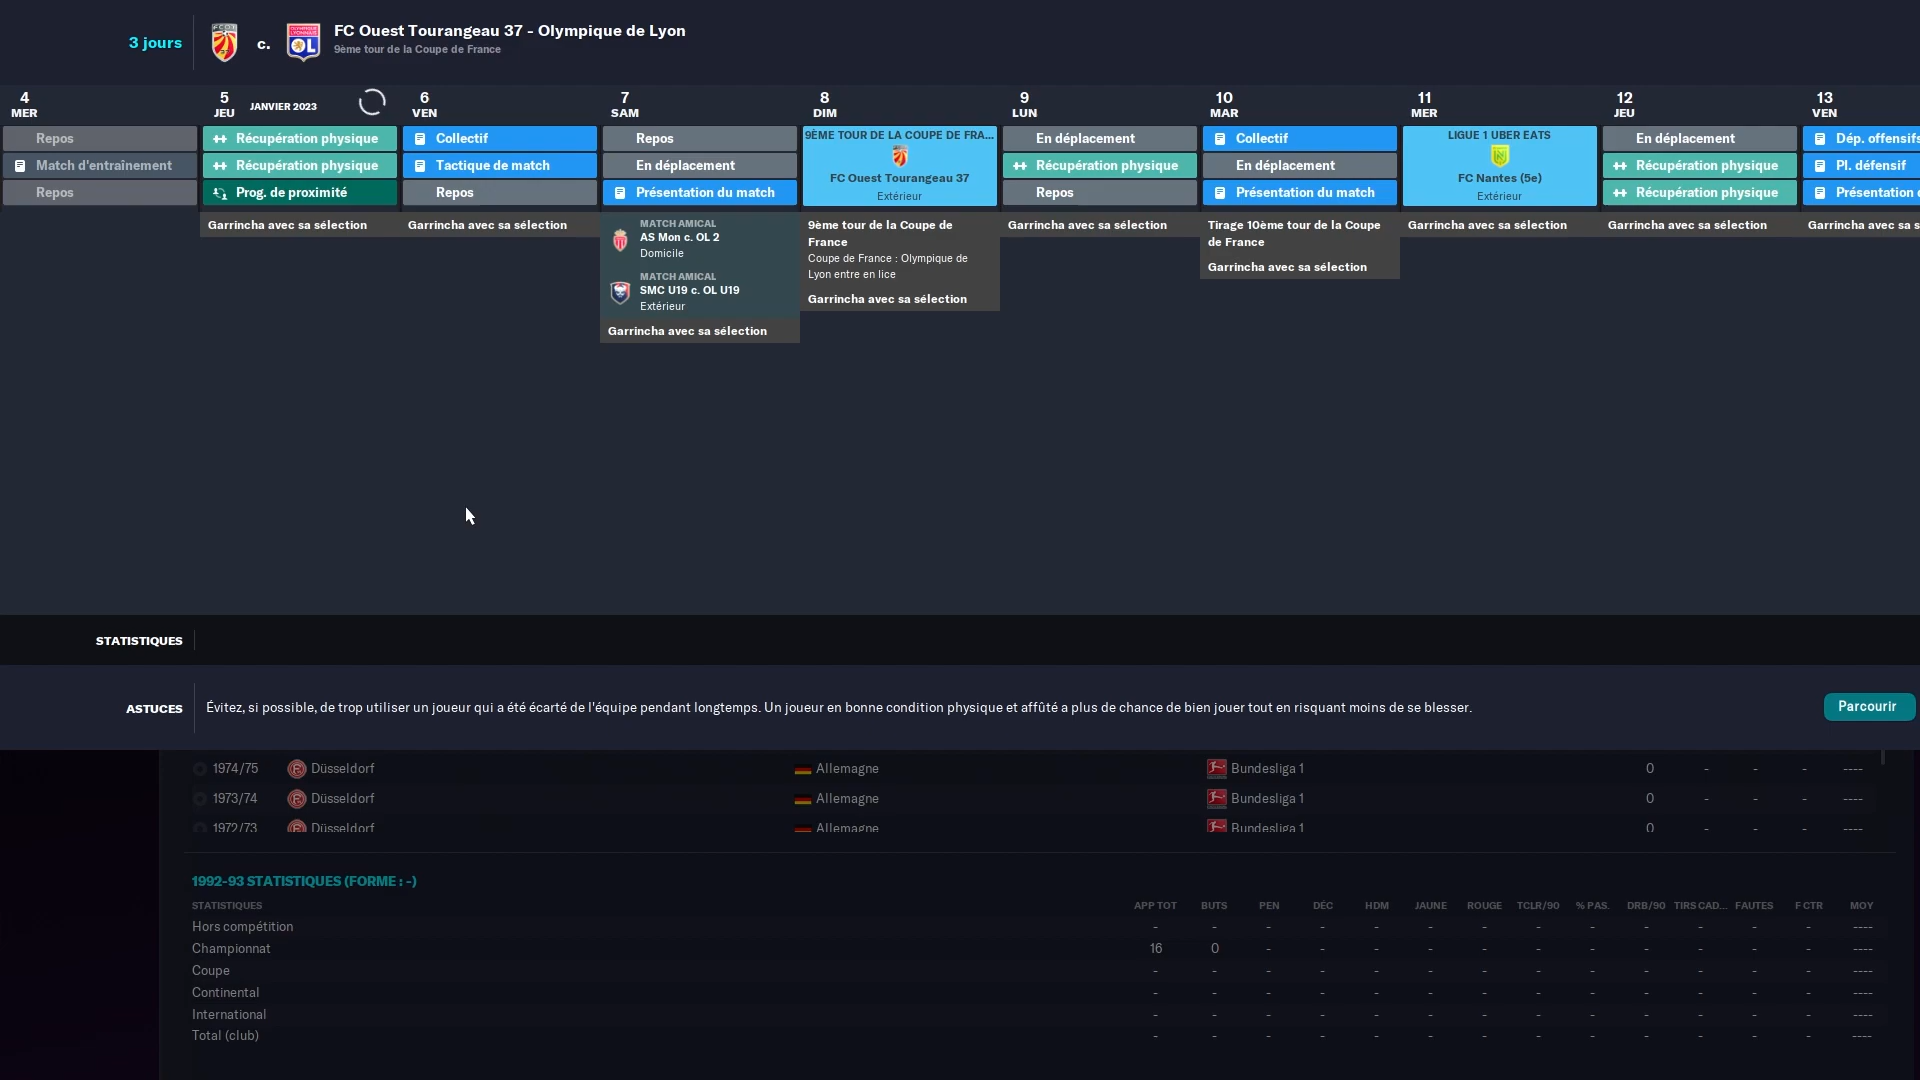 3 jours
c.
FC Ouest Tourangeau 37 - Olympique de Lyon
9ème tour de la Coupe de France
4
MER
5
JEU
JANVIER 2023
6
VEN
7
SAM
8
DIM
9
LUN
10
MAR
11
MER
12
JEU
13
VEN
Repos
Match d'entraînement
Repos
Récupération physique
Récupération physique
Prog. de proximité
Garrincha avec sa sélection
Collectif
Tactique de match
Repos
Garrincha avec sa sélection
Repos
En déplacement
Présentation du match
MATCH AMICAL
AS Mon c. OL 2
Domicile
MATCH AMICAL
SMC U19 c. OL U19
Extérieur
Garrincha avec sa sélection
9ÈME TOUR DE LA COUPE DE FRA...
FC Ouest Tourangeau 37
Extérieur
9ème tour de la Coupe de
France
Coupe de France : Olympique de
Lyon entre en lice
Garrincha avec sa sélection
En déplacement
Récupération physique
Repos
Garrincha avec sa sélection
Collectif
En déplacement
Présentation du match
Tirage 10ème tour de la Coupe
de France
Garrincha avec sa sélection
LIGUE 1 UBER EATS
FC Nantes (5e)
Extérieur
Garrincha avec sa sélection
En déplacement
Récupération physique
Récupération physique
Garrincha avec sa sélection
Dép. offensifs
Pl. défensif
Présentation d
Garrincha avec sa s
STATISTIQUES
ASTUCES
Évitez, si possible, de trop utiliser un joueur qui a été écarté de l'équipe pendant longtemps. Un joueur en bonne condition physique et affûté a plus de chance de bien jouer tout en risquant moins de se blesser.
Parcourir
1974/75 Düsseldorf Allemagne Bundesliga 1 0 - - - ----
1973/74 Düsseldorf Allemagne Bundesliga 1 0 - - - ----
1972/73 Düsseldorf Allemagne Bundesliga 1 0 - - - ----
1992-93 STATISTIQUES (FORME : -)
STATISTIQUES APP TOT BUTS PEN DÉC HDM JAUNE ROUGE TCLR/90 % PAS. DRB/90 TIRS CAD... FAUTES F CTR MOY
Hors compétition - - - - - - - - - - - - - ----
Championnat 16 0 - - - - - - - - - - - ----
Coupe - - - - - - - - - - - - - ----
Continental - - - - - - - - - - - - - ----
International - - - - - - - - - - - - - ----
Total (club) - - - - - - - - - - - - - ----